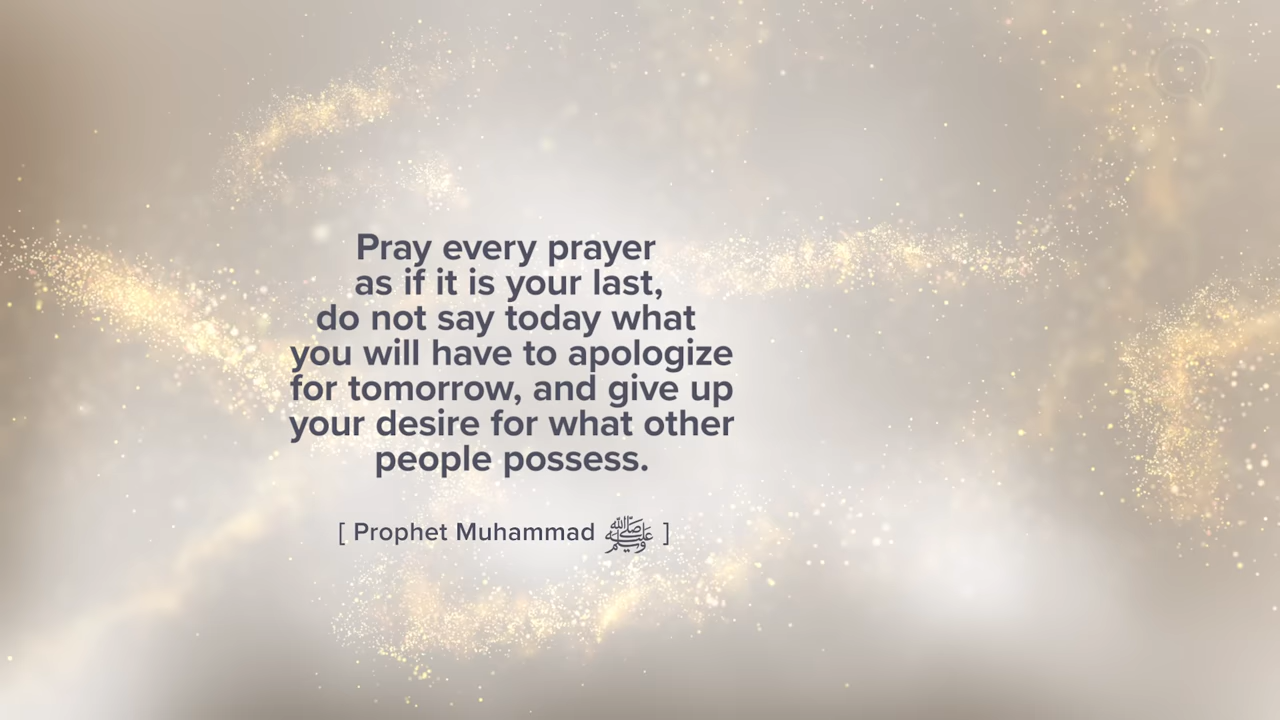 Pray every prayer
as if it is your last,
do not say today what
you will have to apologize
for tomorrow, and give up
your desire for what other
people possess.
[ Prophet Muhammad ﷺ ]